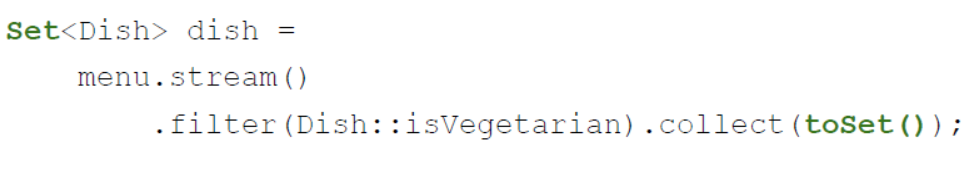 Set<Dish> dish =
menu.stream()
.filter(Dish::isVegetarian).collect(toSet());